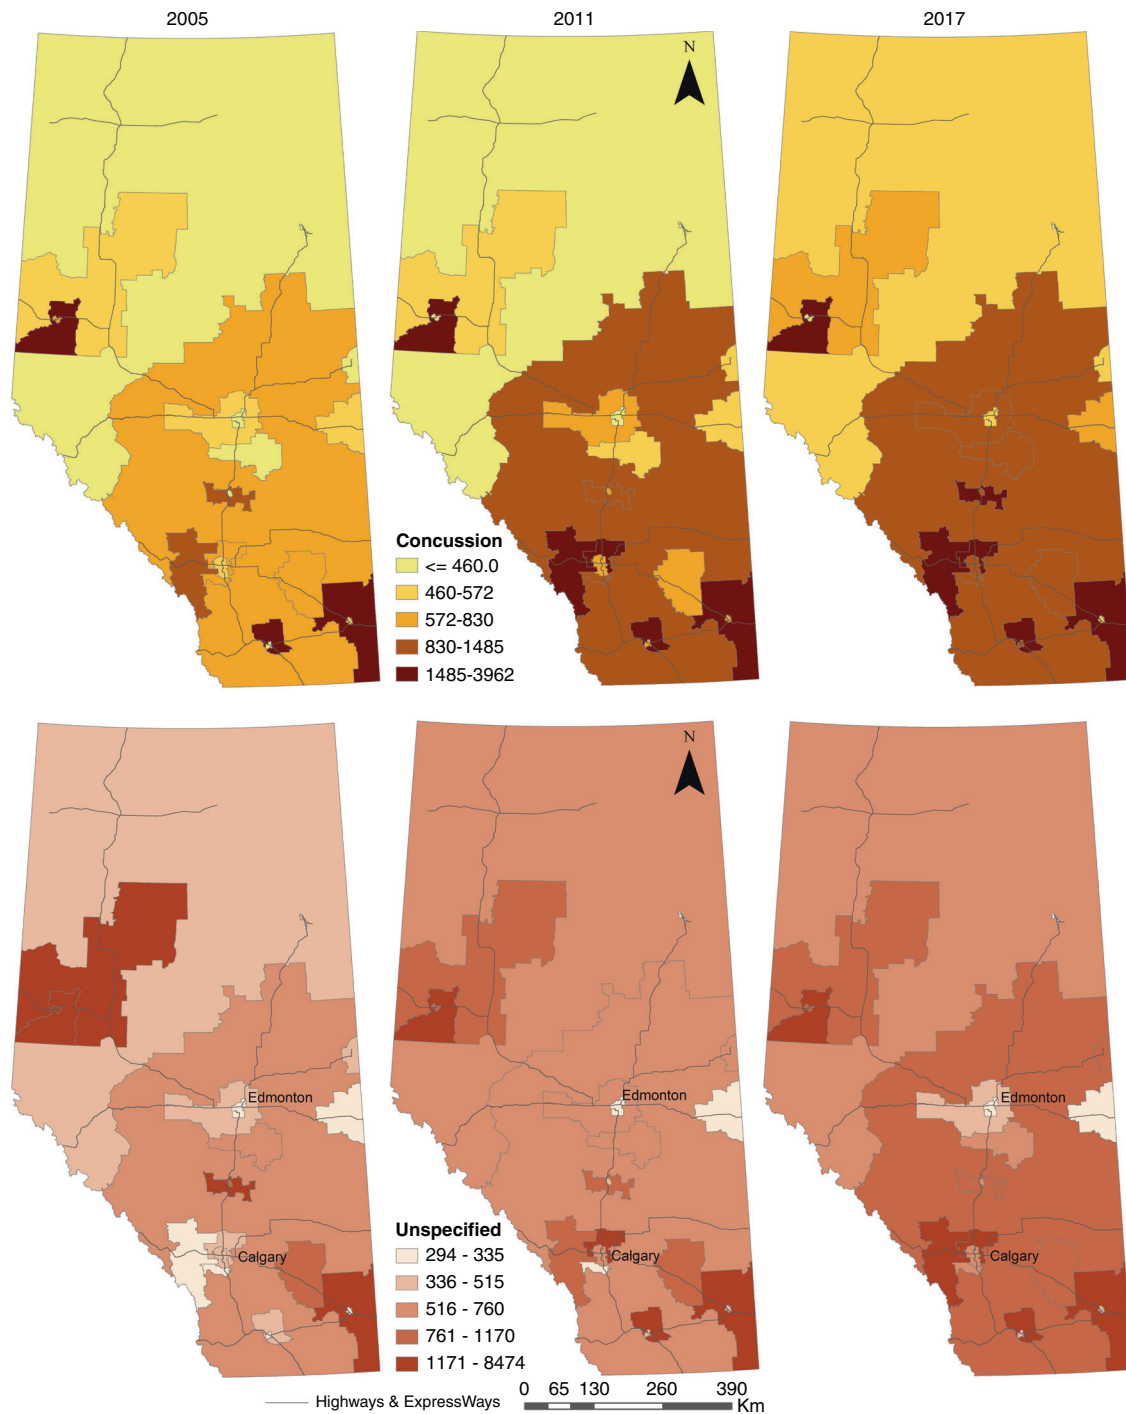 2005
2011
2017
N
Concussion
<= 460.0
460-572
572-830
830-1485
1485-3962
N
Edmonton
Edmonton
Edmonton
Calgary
Calgary
Calgary
Unspecified
294 - 335
336 - 515
516 - 760
761 - 1170
1171 - 8474
Highways & ExpressWays
0 65 130 260 390
Km